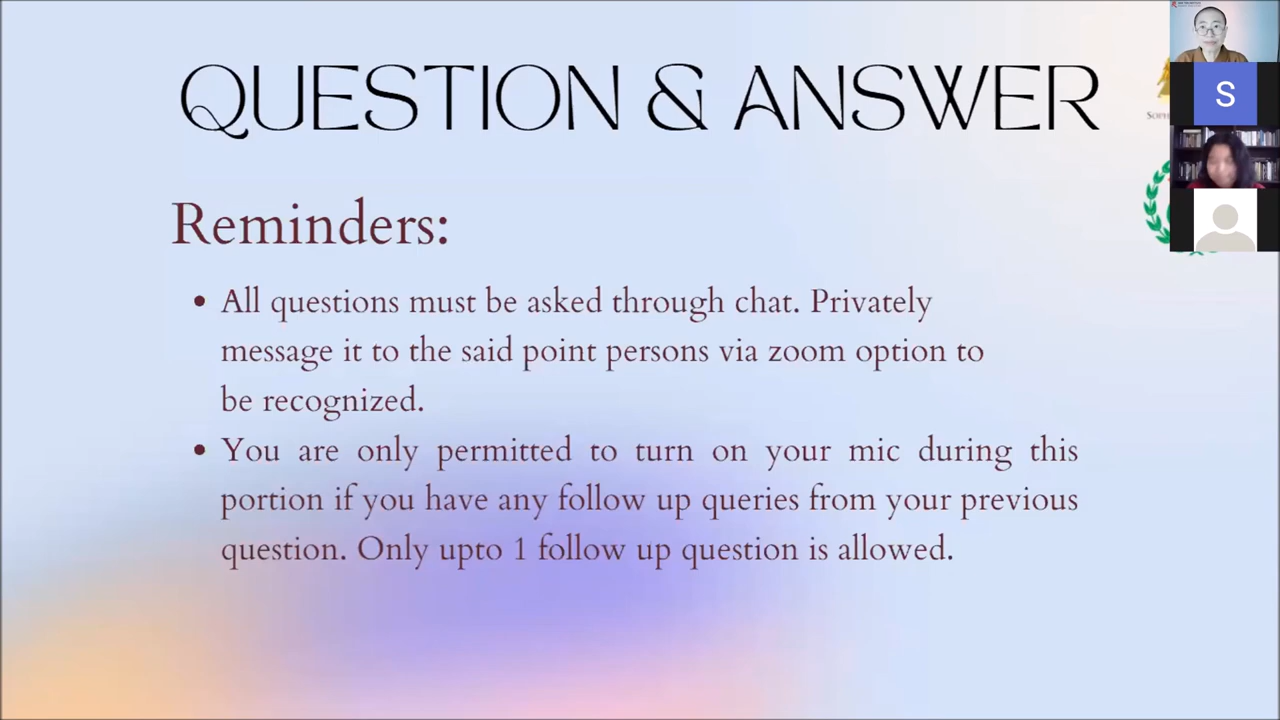 QUESTION & ANSWER
S
Reminders:
• All questions must be asked through chat. Privately
message it to the said point persons via zoom option to
be recognized.
• You are only permitted to turn on your mic during this
portion if you have any follow up queries from your previous
question. Only upto 1 follow up question is allowed.